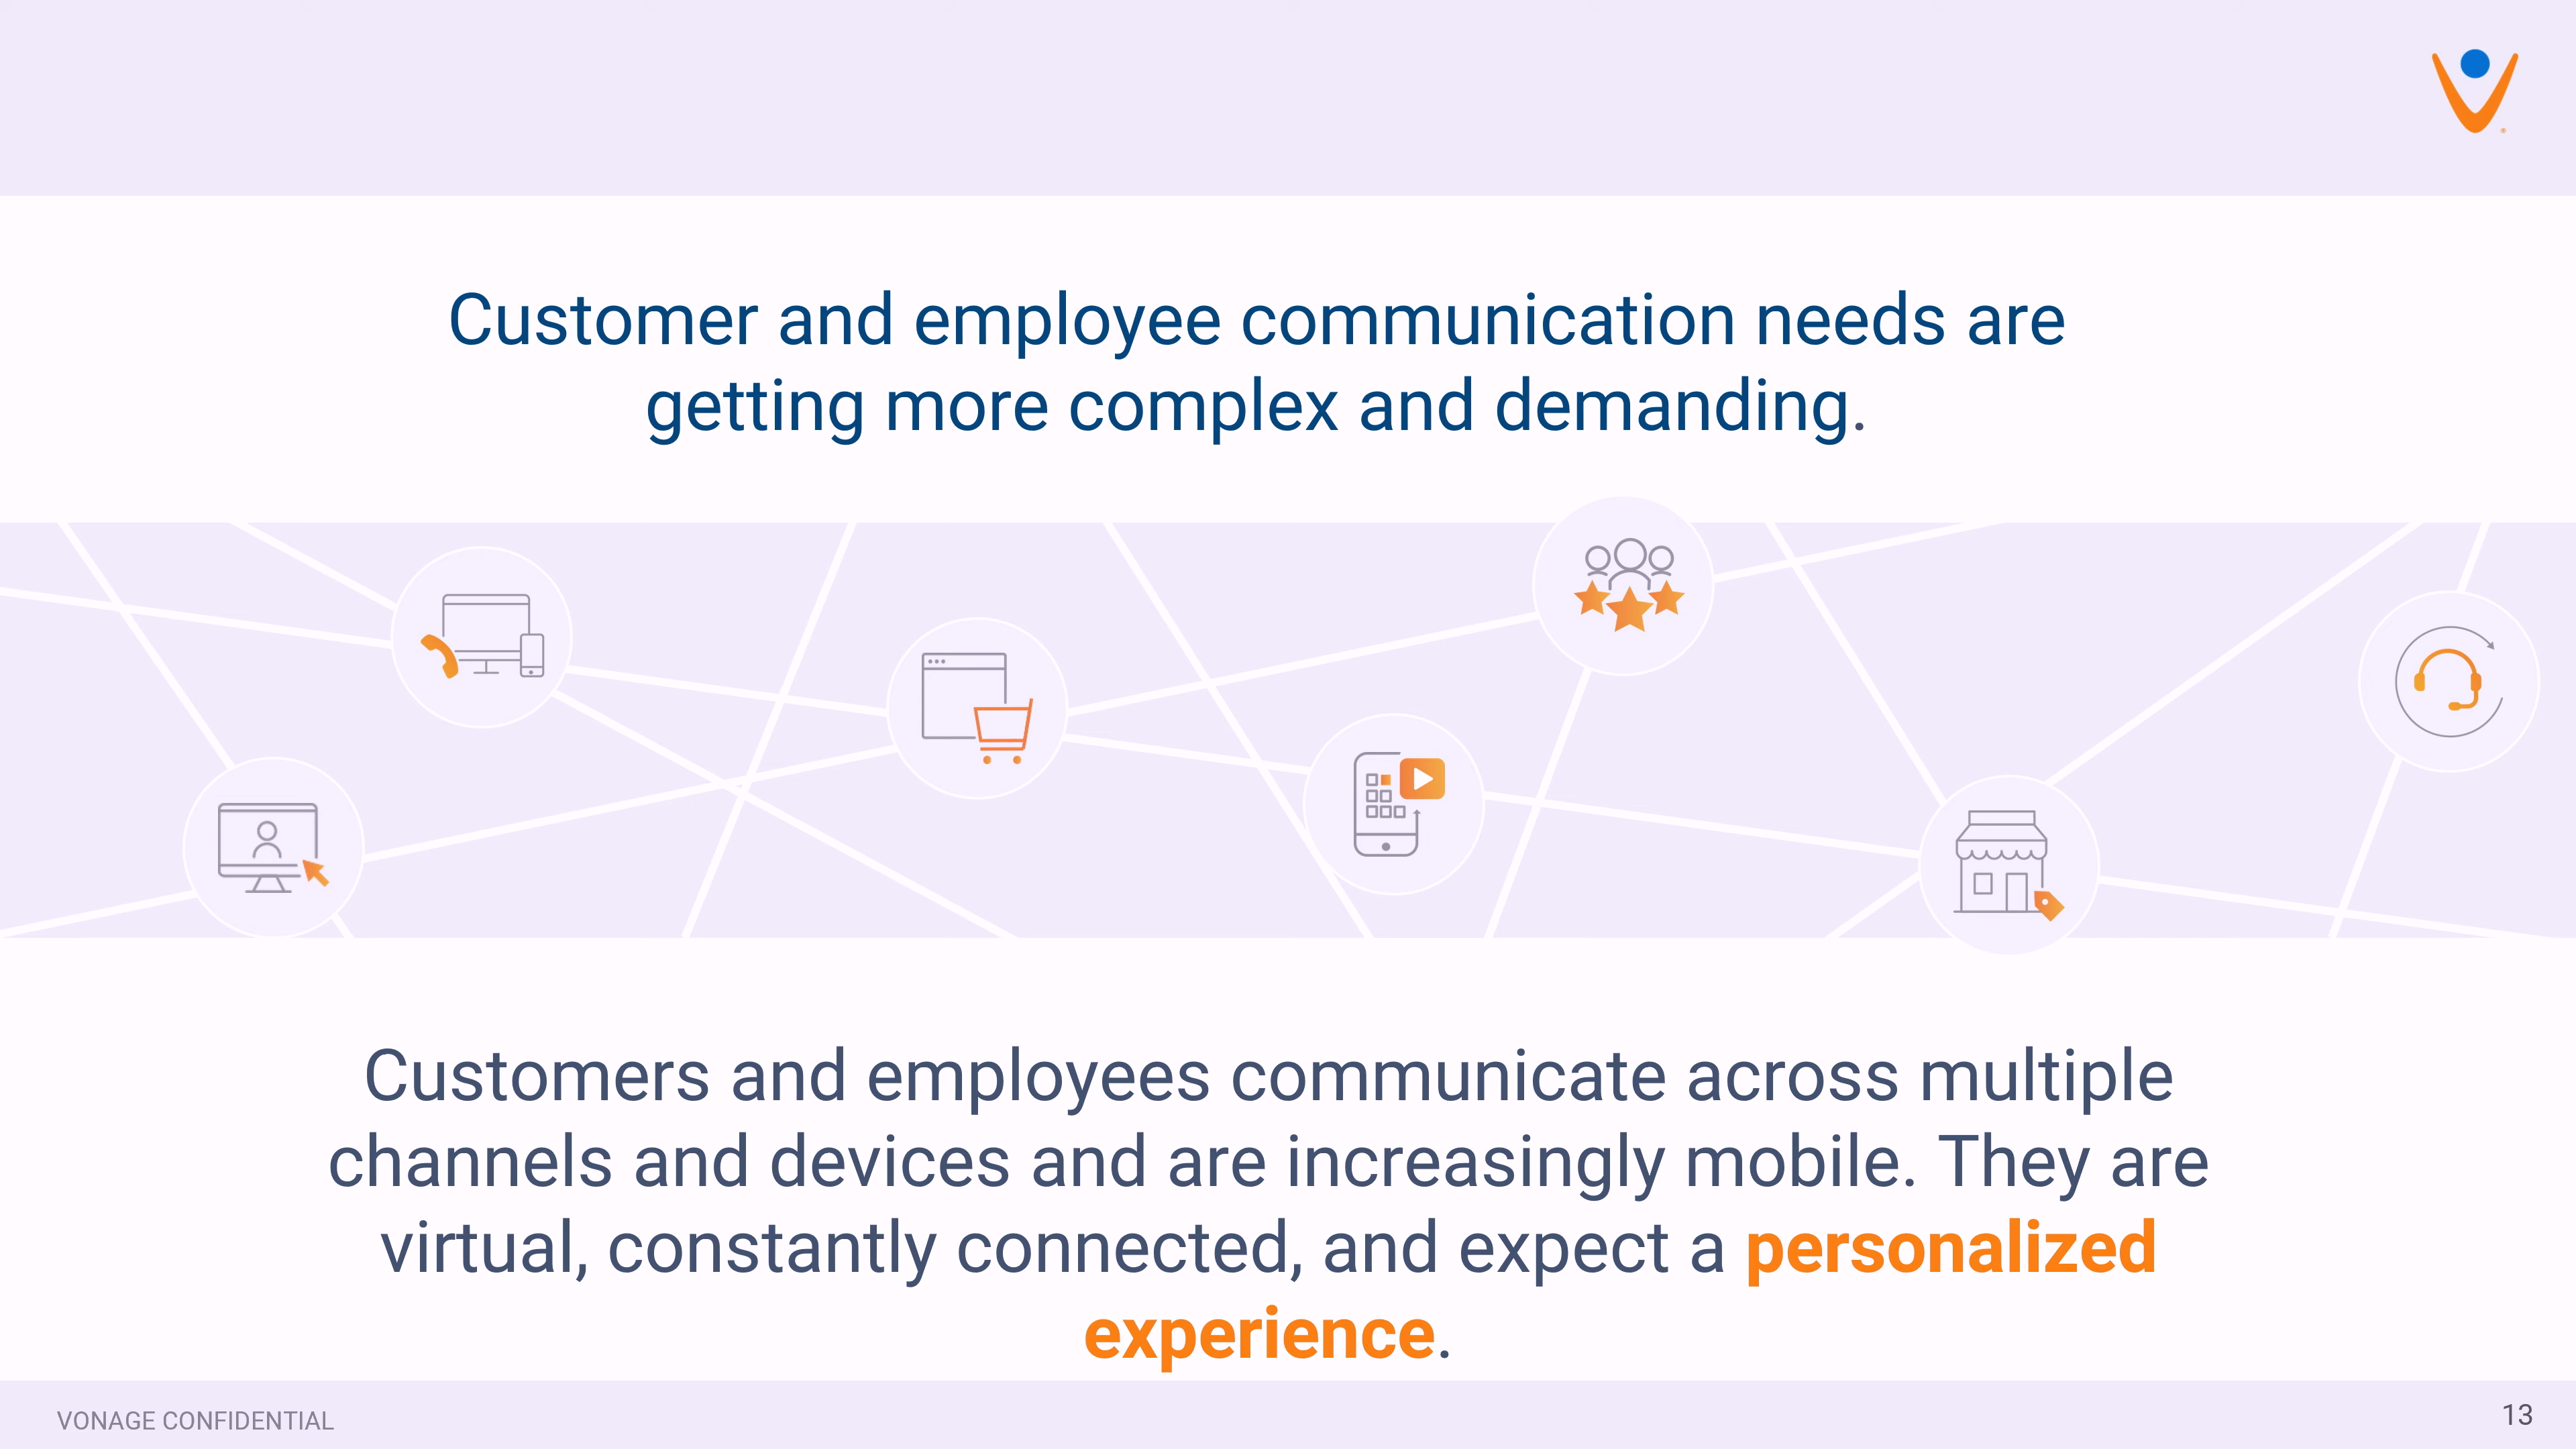 Customer and employee communication needs are
getting more complex and demanding.
Customers and employees communicate across multiple
channels and devices and are increasingly mobile. They are
virtual, constantly connected, and expect a personalized
experience.
VONAGE CONFIDENTIAL
13